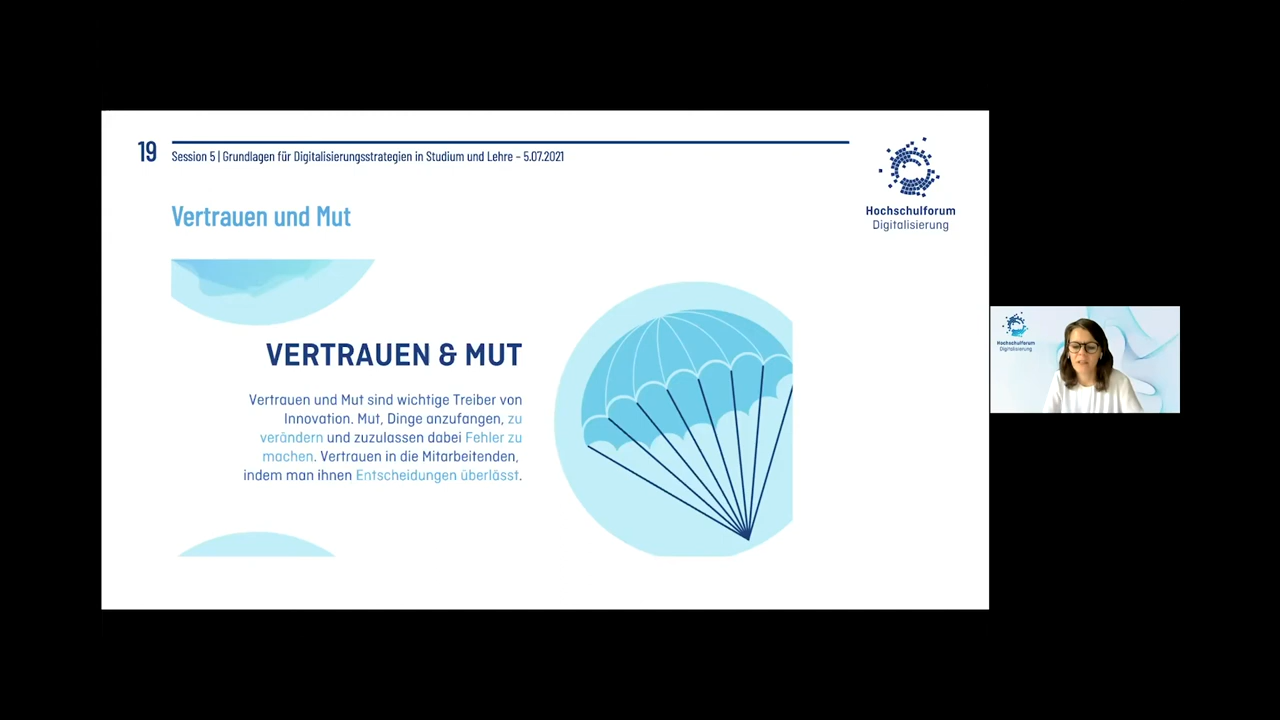 19
Session 5 | Grundlagen für Digitalisierungsstrategien in Studium und Lehre – 5.07.2021
Hochschulforum
Digitalisierung
Vertrauen und Mut
VERTRAUEN & MUT
Vertrauen und Mut sind wichtige Treiber von
Innovation. Mut, Dinge anzufangen, zu
verändern und zuzulassen dabei Fehler zu
machen. Vertrauen in die Mitarbeitenden,
indem man ihnen Entscheidungen überlässt.
Hochschulforum
Digitalisierung